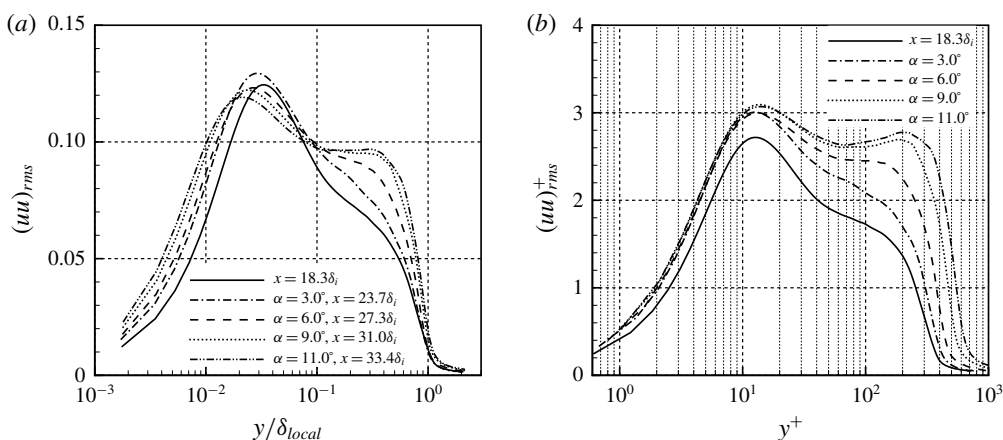 (a)
0.15
0.10
0.05
0
(uu)rms
x = 18.3δi
α = 3.0°, x = 23.7δi
α = 6.0°, x = 27.3δi
α = 9.0°, x = 31.0δi
α = 11.0°, x = 33.4δi
10⁻³
10⁻²
10⁻¹
10⁰
y/δlocal
(b)
4
3
2
1
0
(uu)⁺rms
x = 18.3δi
α = 3.0°
α = 6.0°
α = 9.0°
α = 11.0°
10⁰
10¹
10²
10³
y⁺